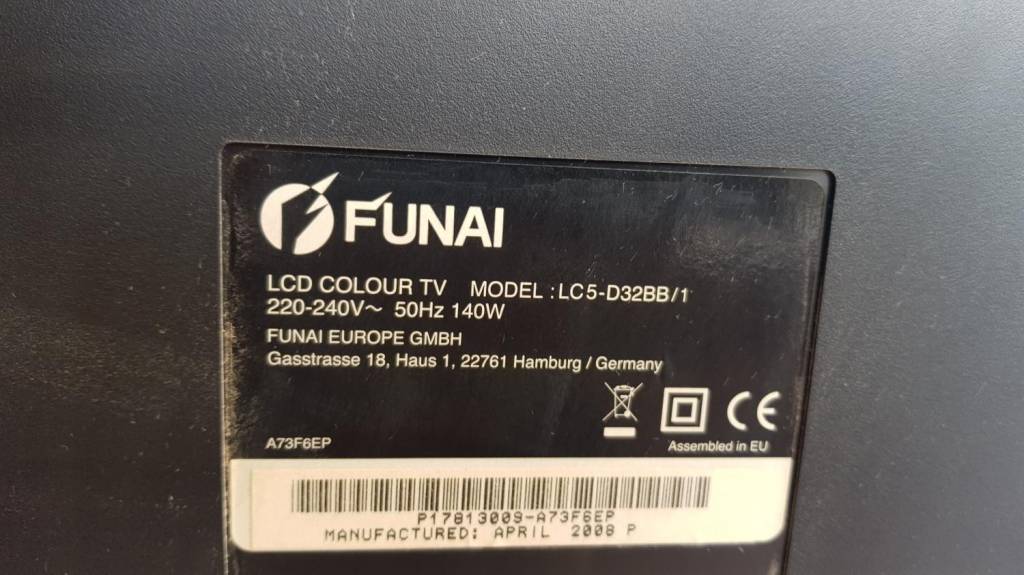 FUNAI
LCD COLOUR TV MODEL : LC5-D32BB/1
220-240V~ 50Hz 140W
FUNAI EUROPE GMBH
Gasstrasse 18, Haus 1, 22761 Hamburg / Germany
CE
A73F6EP Assembled in EU
P17813009-A73F6EP
MANUFACTURED: APRIL 2008 P